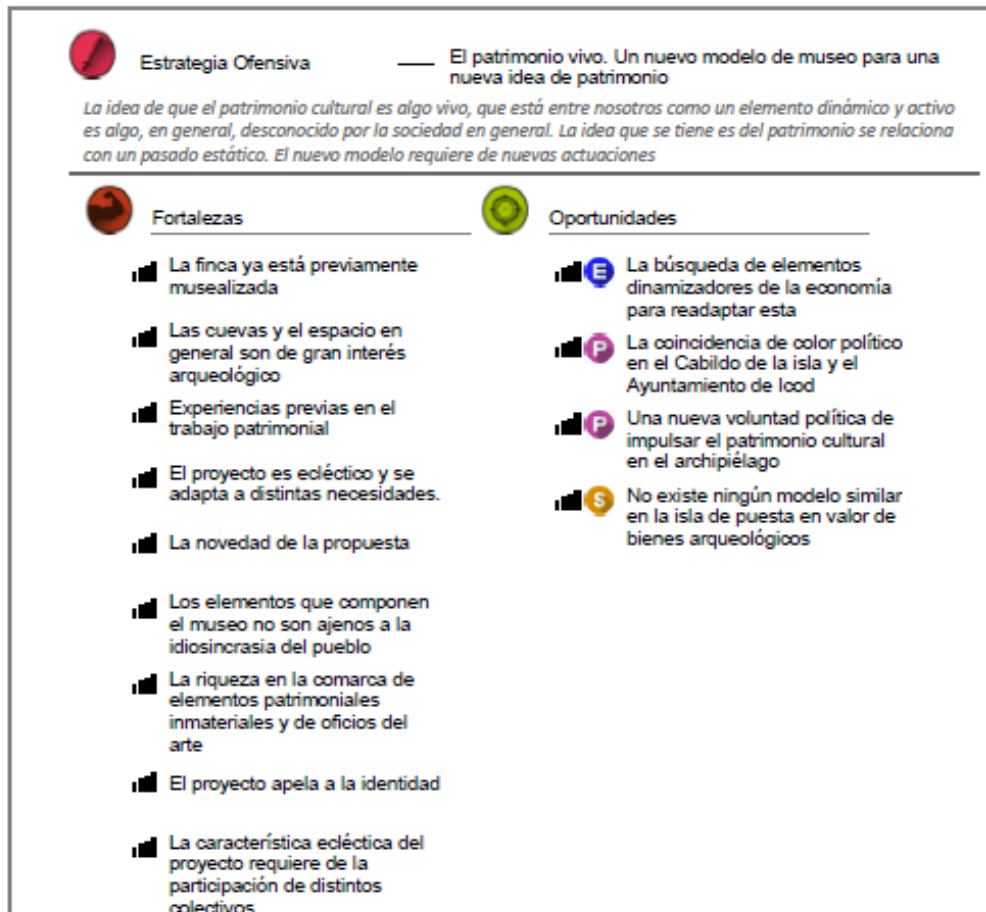 Estrategia Ofensiva
El patrimonio vivo. Un nuevo modelo de museo para una
nueva idea de patrimonio
La idea de que el patrimonio cultural es algo vivo, que está entre nosotros como un elemento dinámico y activo
es algo, en general, desconocido por la sociedad en general. La idea que se tiene es del patrimonio se relaciona
con un pasado estático. El nuevo modelo requiere de nuevas actuaciones
Fortalezas
La finca ya está previamente
musealizada
Las cuevas y el espacio en
general son de gran interés
arqueológico
Experiencias previas en el
trabajo patrimonial
El proyecto es ecléctico y se
adapta a distintas necesidades.
La novedad de la propuesta
Los elementos que componen
el museo no son ajenos a la
idiosincrasia del pueblo
La riqueza en la comarca de
elementos patrimoniales
inmateriales y de oficios del
arte
El proyecto apela a la identidad
La característica ecléctica del
proyecto requiere de la
participación de distintos
colectivos
Oportunidades
E
La búsqueda de elementos
dinamizadores de la economía
para readaptar esta
P
La coincidencia de color político
en el Cabildo de la isla y el
Ayuntamiento de Icod
P
Una nueva voluntad política de
impulsar el patrimonio cultural
en el archipiélago
S
No existe ningún modelo similar
en la isla de puesta en valor de
bienes arqueológicos